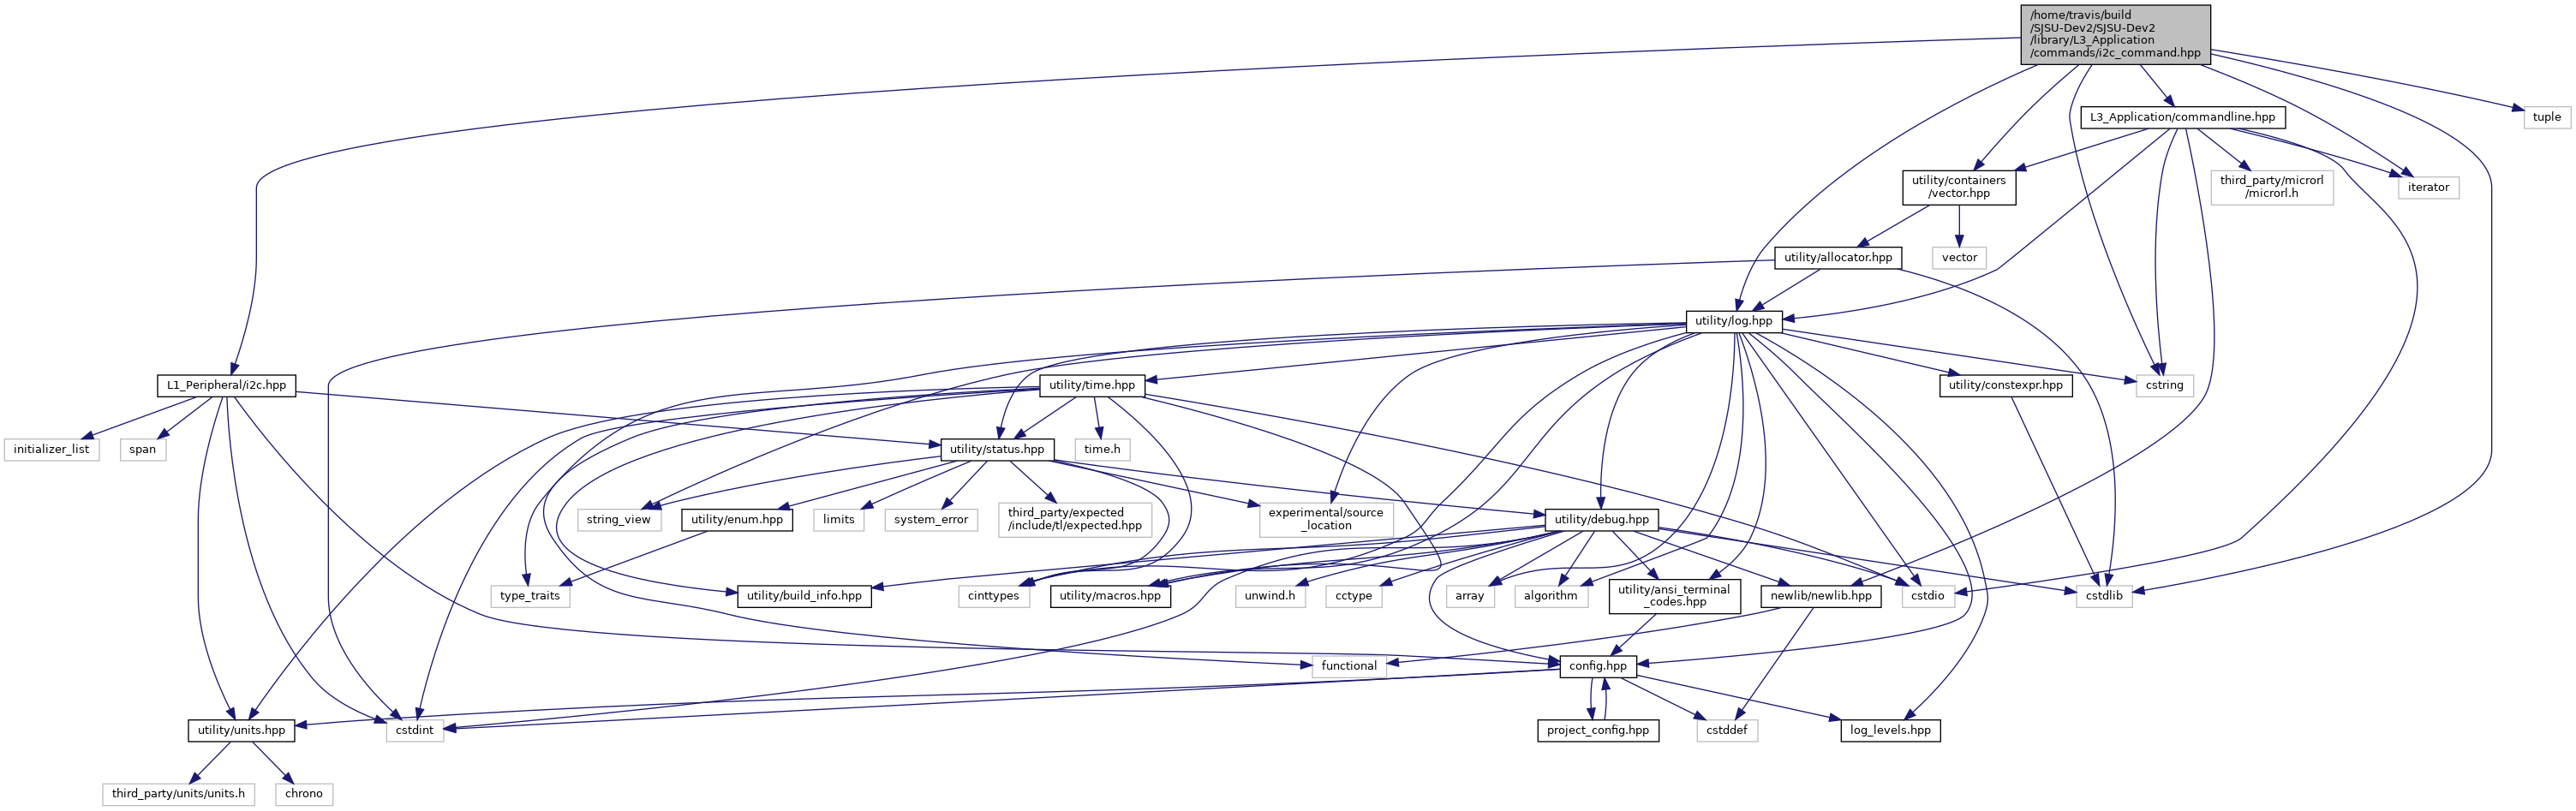 /home/travis/build
/SJSU-Dev2/SJSU-Dev2
/library/L3_Application
/commands/i2c_command.hpp
L3_Application/commandline.hpp
tuple
utility/containers
/vector.hpp
third_party/microrl
/microrl.h
iterator
utility/allocator.hpp
vector
utility/log.hpp
L1_Peripheral/i2c.hpp
utility/time.hpp
utility/constexpr.hpp
cstring
initializer_list
span
utility/status.hpp
time.h
string_view
utility/enum.hpp
limits
system_error
third_party/expected
/include/tl/expected.hpp
experimental/source
_location
utility/debug.hpp
type_traits
utility/build_info.hpp
cinttypes
utility/macros.hpp
unwind.h
cctype
array
algorithm
utility/ansi_terminal
_codes.hpp
newlib/newlib.hpp
cstdio
cstdlib
functional
config.hpp
utility/units.hpp
cstdint
project_config.hpp
cstddef
log_levels.hpp
third_party/units/units.h
chrono